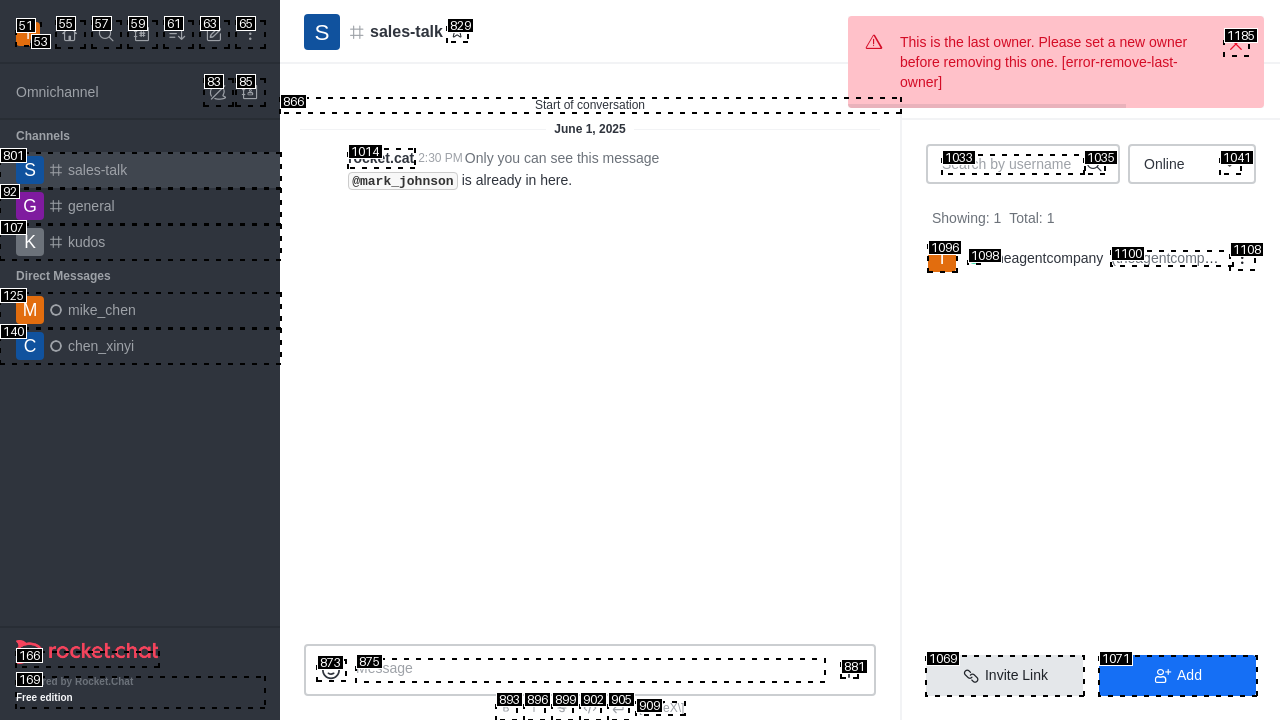 51
53
55
57
59
61
63
65
Omnichannel
83
85
Channels
801
S
sales-talk
92
G
general
107
K
kudos
Direct Messages
125
M
mike_chen
140
C
chen_xinyi
166
rocket.chat
169
by Rocket.Chat
Free edition
S
sales-talk
829
This is the last owner. Please set a new owner
before removing this one. [error-remove-last-
owner]
1185
866
Start of conversation
June 1, 2025
1014
2:30 PM Only you can see this message
@mark_johnson is already in here.
1033
Search by username
1035
Online
1041
Showing: 1 Total: 1
1096
1098
eagentcompany
1100
1108
873
875
Message
881
893
896
899
902
905
909
1069
Invite Link
1071
Add